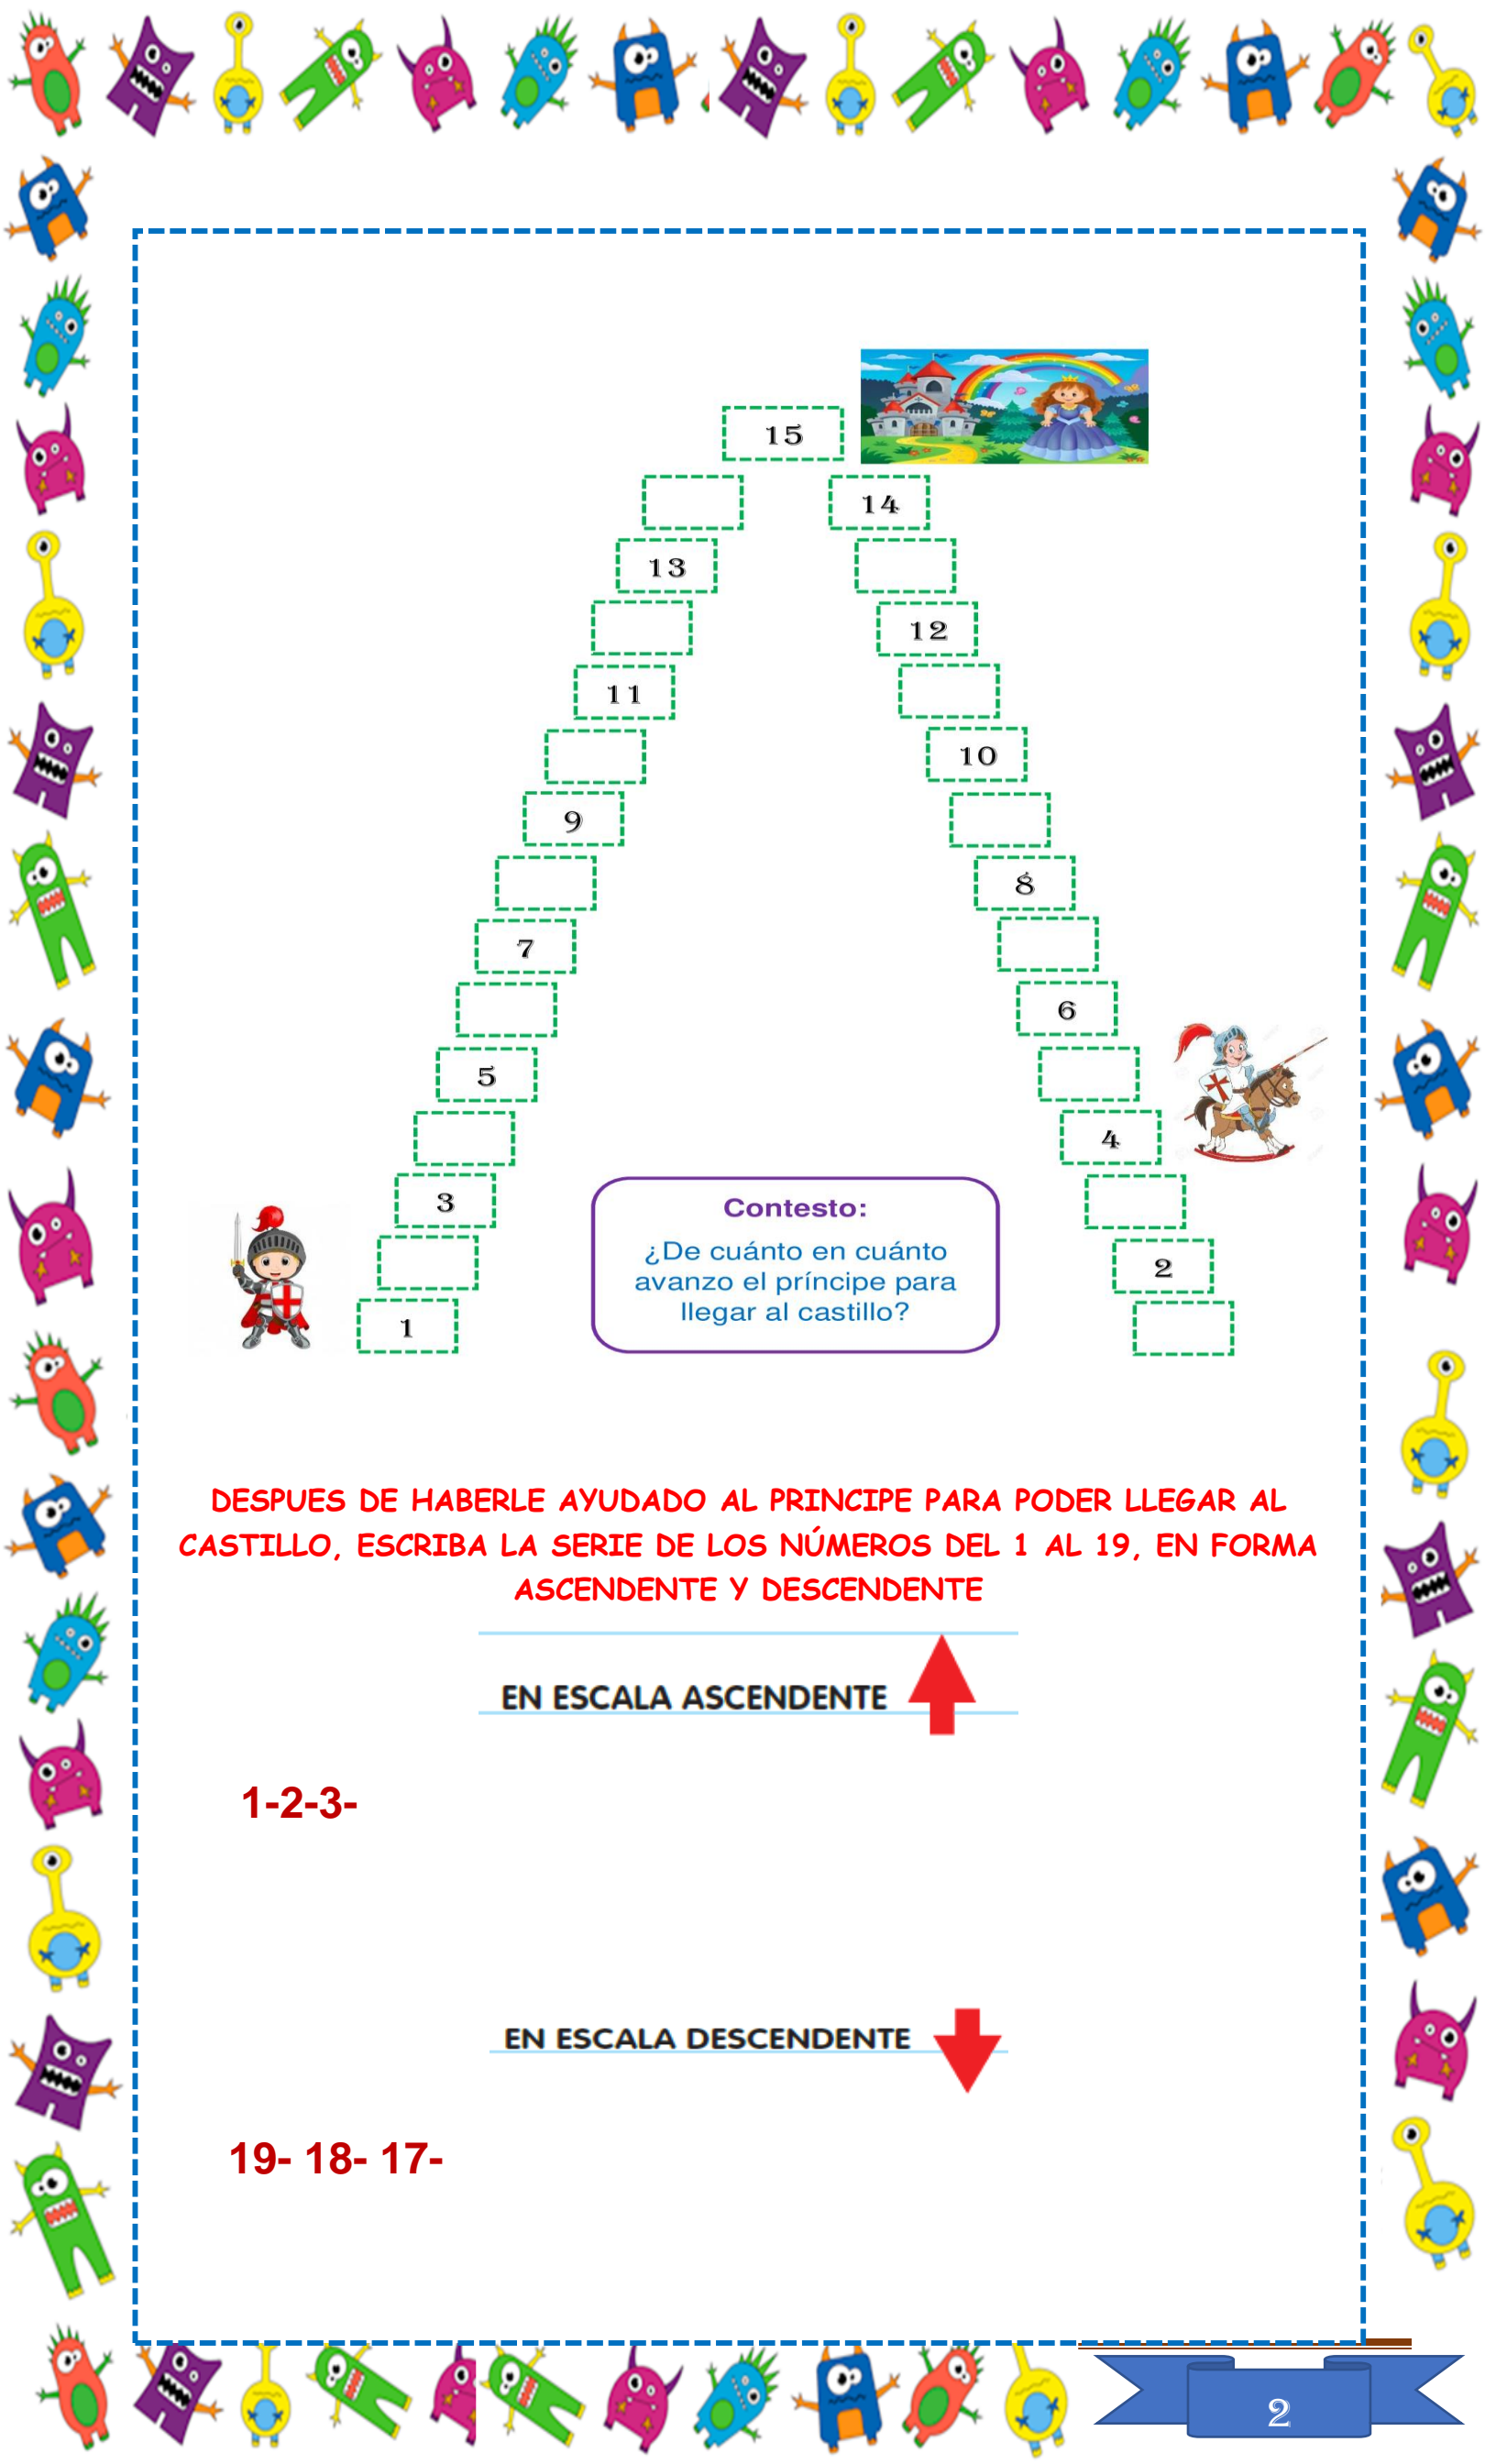 15
14
13
12
11
10
9
8
7
6
5
4
3
2
1
Contesto:
¿De cuánto en cuánto
avanzo el príncipe para
llegar al castillo?
DESPUES DE HABERLE AYUDADO AL PRINCIPE PARA PODER LLEGAR AL
CASTILLO, ESCRIBA LA SERIE DE LOS NÚMEROS DEL 1 AL 19, EN FORMA
ASCENDENTE Y DESCENDENTE
EN ESCALA ASCENDENTE
1-2-3-
EN ESCALA DESCENDENTE
19- 18- 17-
2